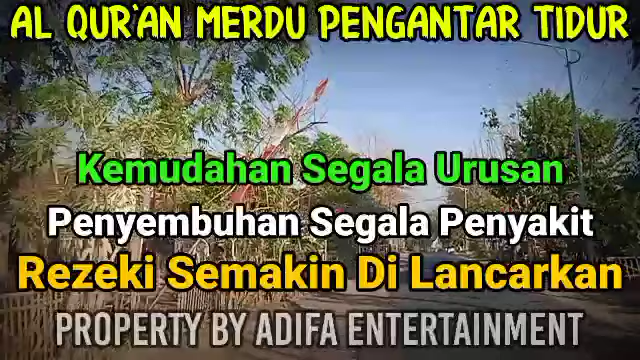 AL QUR'AN MERDU PENGANTAR TIDUR
Kemudahan Segala Urusan
Penyembuhan Segala Penyakit
Rezeki Semakin Di Lancarkan
PROPERTY BY ADIFA ENTERTAINMENT